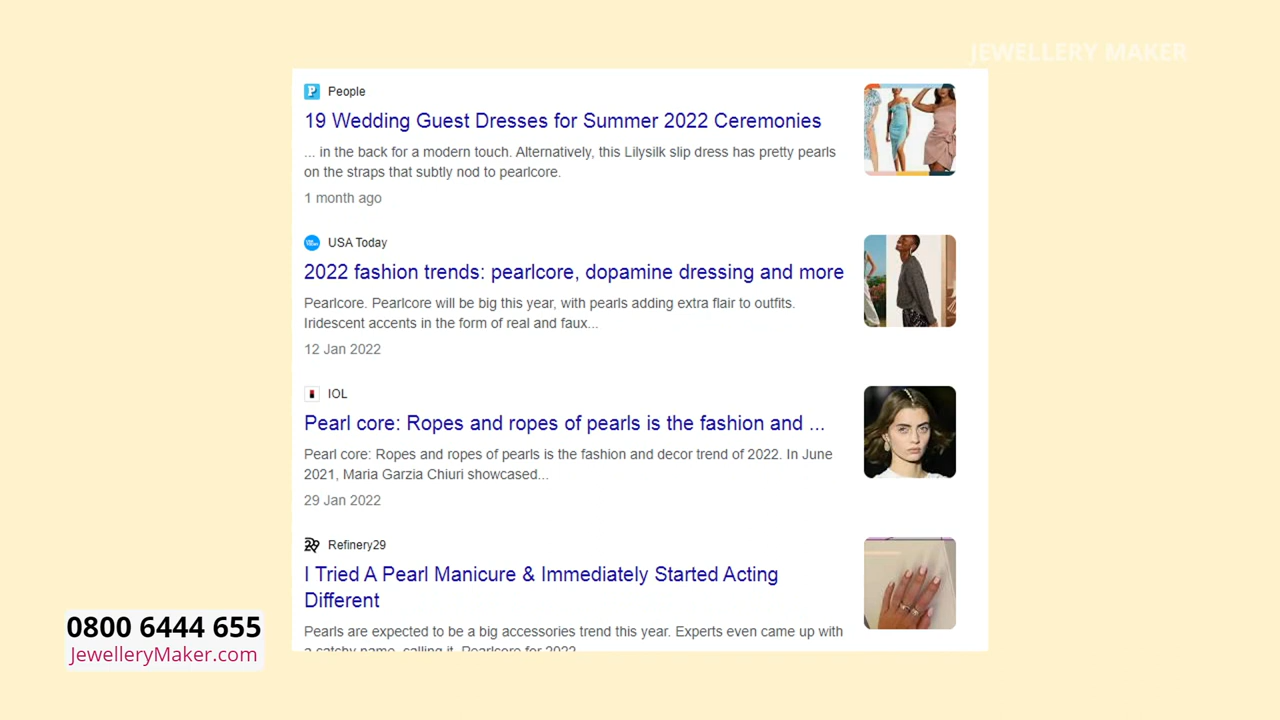 JEWELLERY MAKER
People
19 Wedding Guest Dresses for Summer 2022 Ceremonies
... in the back for a modern touch. Alternatively, this Lilysilk slip dress has pretty pearls
on the straps that subtly nod to pearlcore.
1 month ago
USA Today
2022 fashion trends: pearlcore, dopamine dressing and more
Pearlcore. Pearlcore will be big this year, with pearls adding extra flair to outfits.
Iridescent accents in the form of real and faux...
12 Jan 2022
IOL
Pearl core: Ropes and ropes of pearls is the fashion and ...
Pearl core: Ropes and ropes of pearls is the fashion and decor trend of 2022. In June
2021, Maria Garzia Chiuri showcased...
29 Jan 2022
Refinery29
I Tried A Pearl Manicure & Immediately Started Acting
Different
Pearls are expected to be a big accessories trend this year. Experts even came up with
a catchy name, calling it, Pearlcore for 2022
0800 6444 655
JewelleryMaker.com